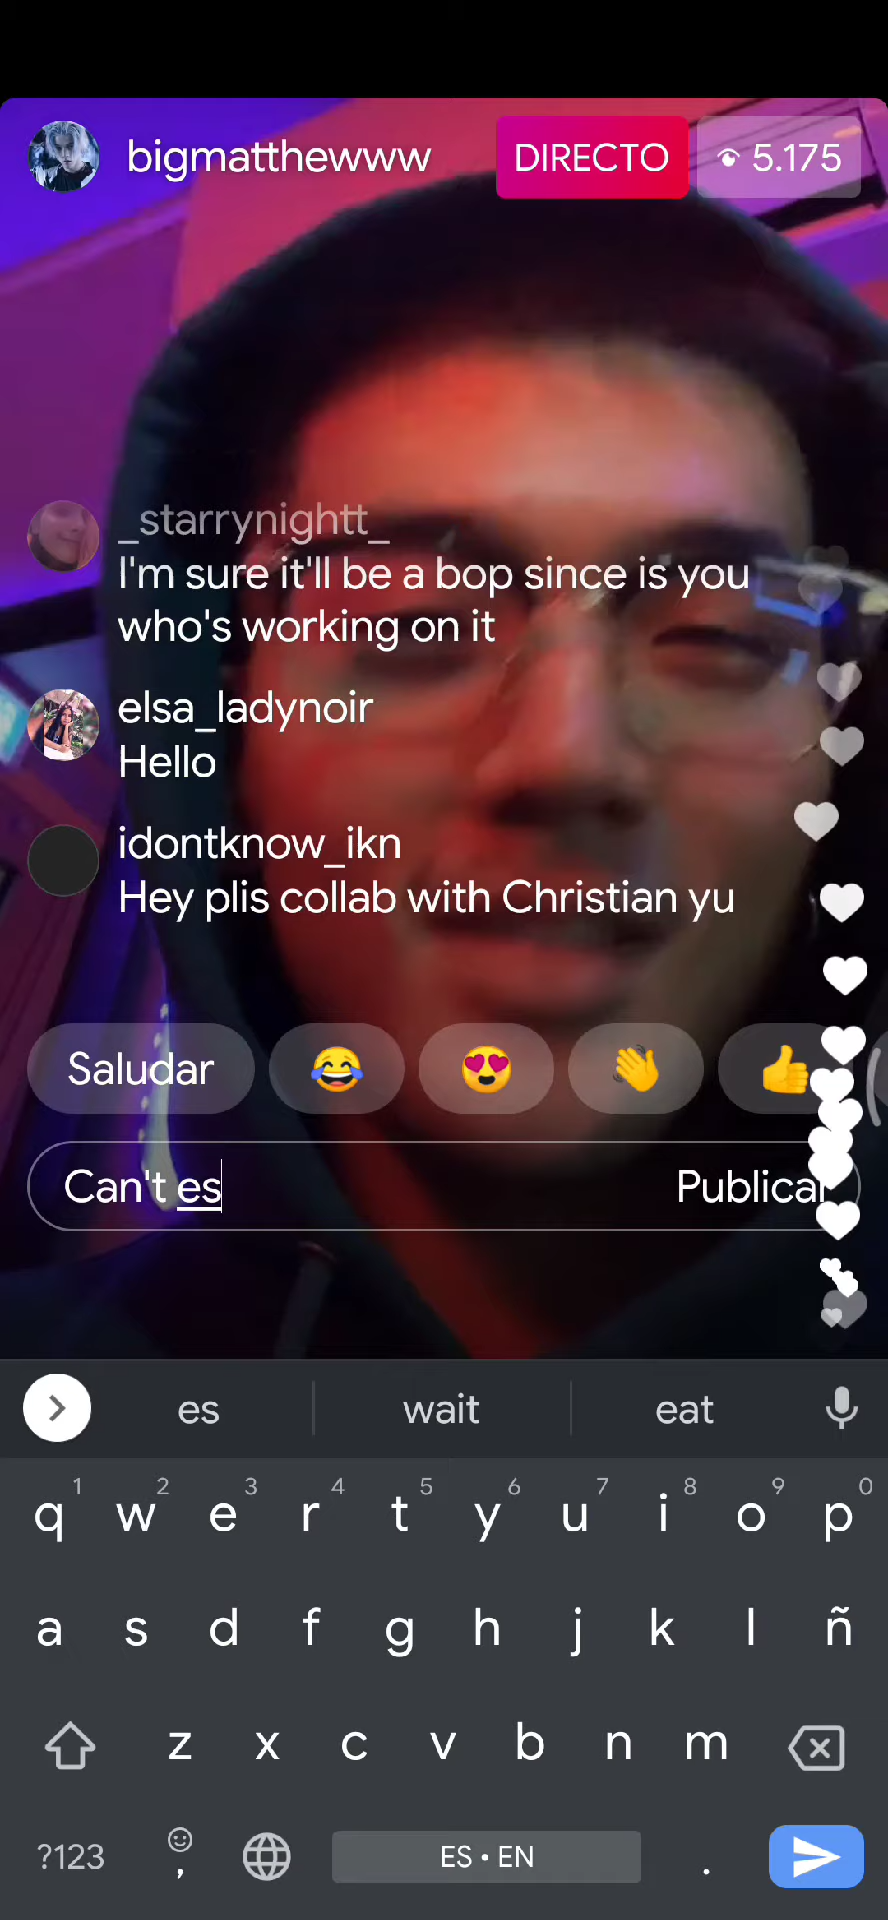 bigmatthewww DIRECTO 5.175
_starrynightt_
I'm sure it'll be a bop since is you
who's working on it
elsa_ladynoir
Hello
idontknow_ikn
Hey plis collab with Christian yu
Saludar 😂 😍 👋 👍
Can't es Publicar
es wait eat
1 2 3 4 5 6 7 8 9 0
q w e r t y u i o p
a s d f g h j k l ñ
z x c v b n m
?123 , ES • EN .